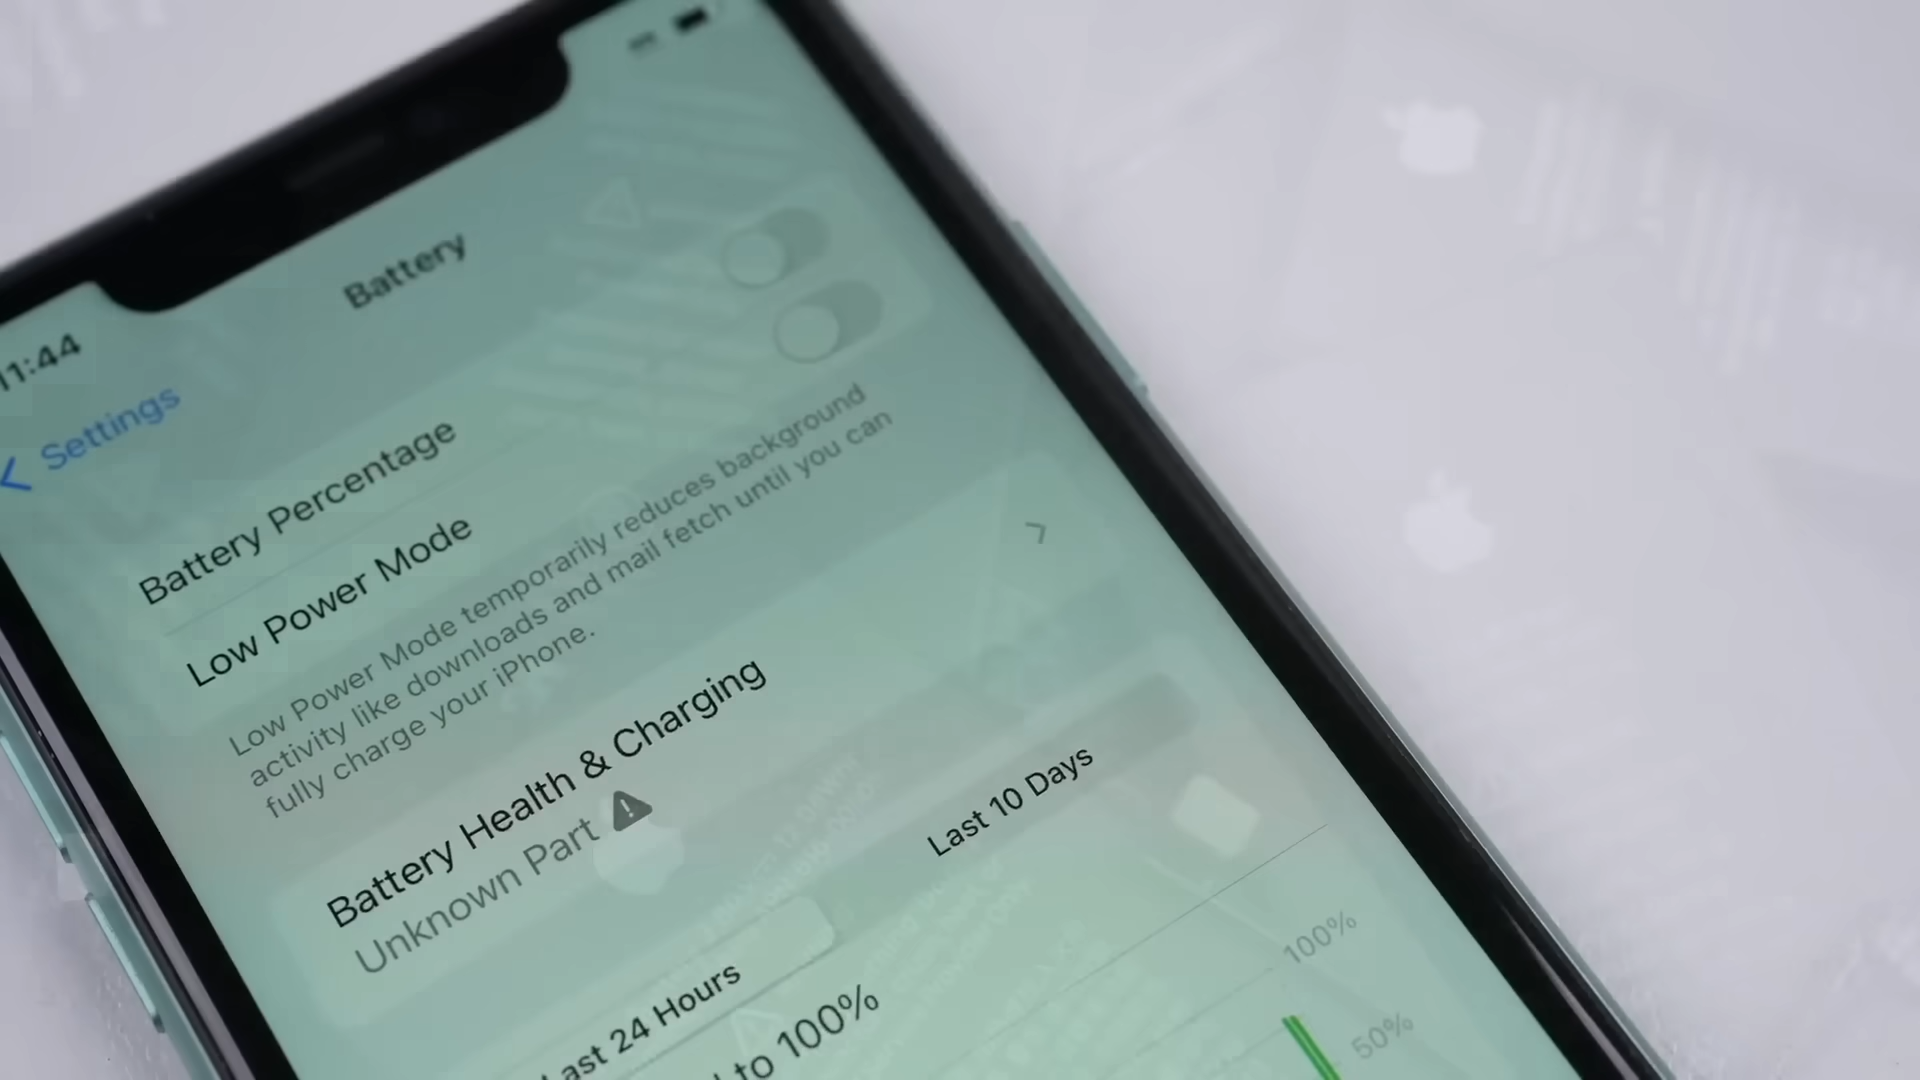 11:44
Battery
Settings
Battery Percentage
Low Power Mode
Low Power Mode temporarily reduces background
activity like downloads and mail fetch until you can
fully charge your iPhone.
Battery Health & Charging
Unknown Part
Last 24 Hours
Last 10 Days
to 100%
100%
50%